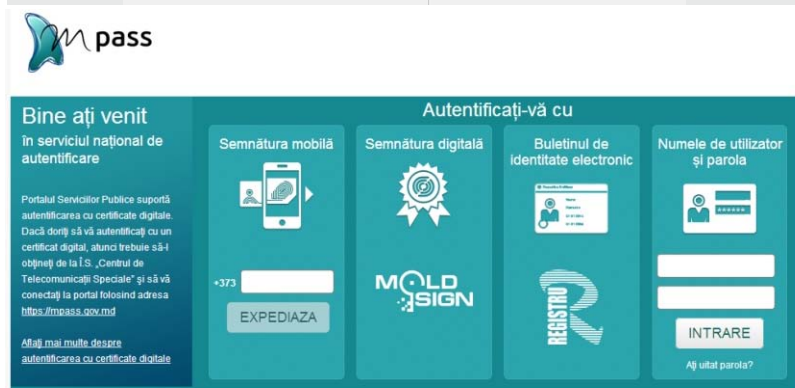 Mpass
Bine ați venit
în serviciul național de
autentificare
Portalul Serviciilor Publice suportă
autentificarea cu certificate digitale.
Dacă doriți să vă autentificați cu un
certificat digital, atunci trebuie să-l
obțineți de la Î.S. „Centrul de
Telecomunicații Speciale" și să vă
conectați la portal folosind adresa
https://mpass.gov.md
Aflați mai multe despre
autentificarea cu certificate digitale
Autentificați-vă cu
Semnătura mobilă
+373
EXPEDIAZA
Semnătura digitală
MOLD
SIGN
Buletinul de
identitate electronic
REGISTRU
Numele de utilizator
și parola
******
INTRARE
Ați uitat parola?